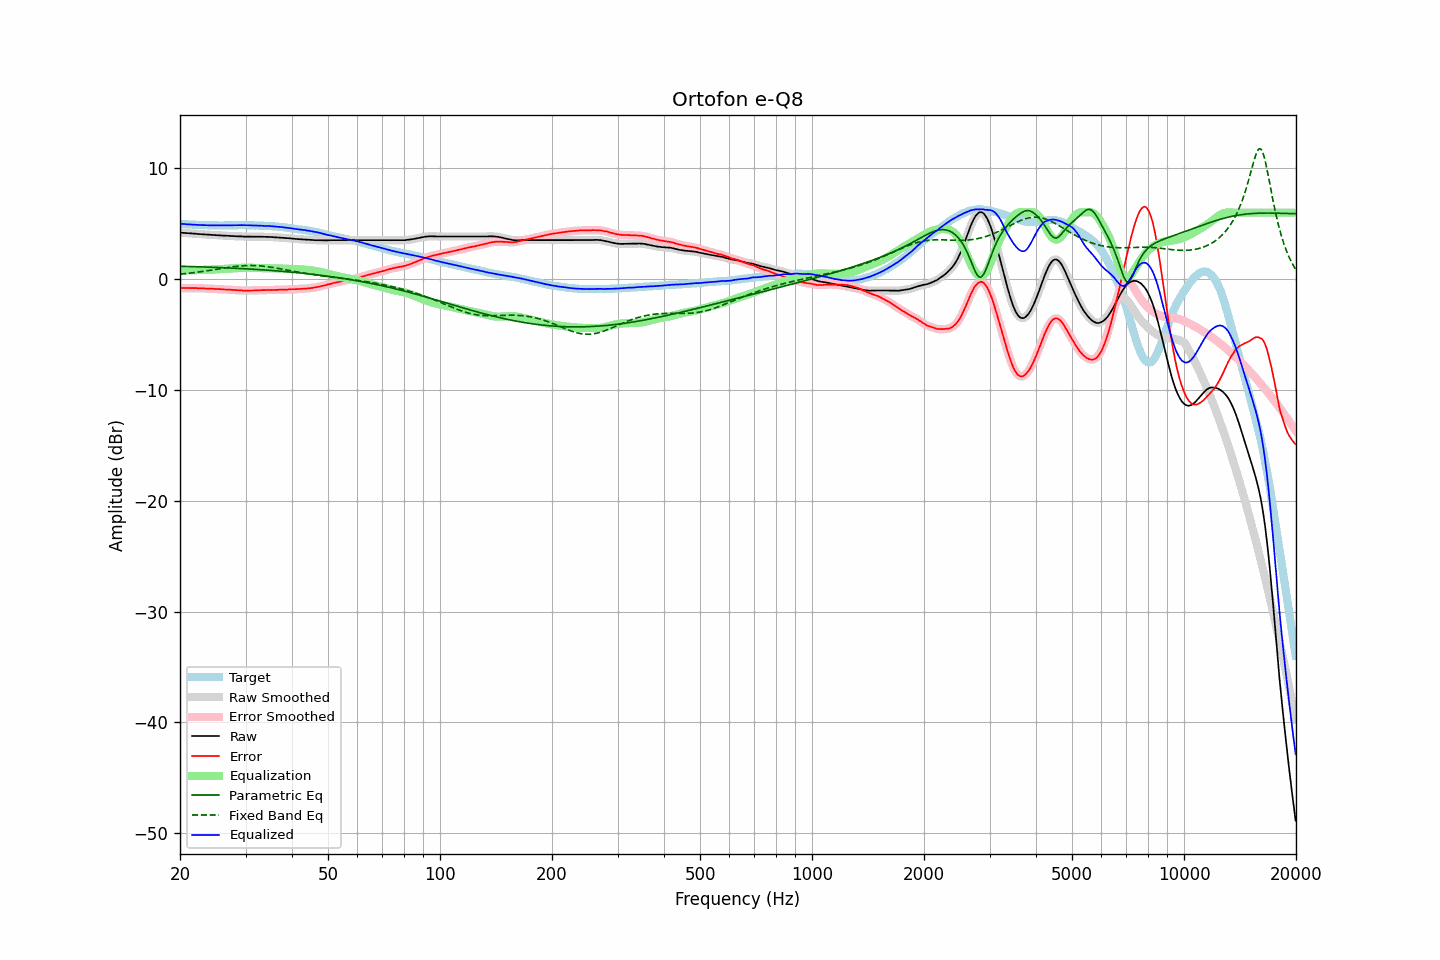 Ortofon e-Q8
Amplitude (dBr)
10
0
−10
−20
−30
−40
−50
Target
Raw Smoothed
Error Smoothed
Raw
Error
Equalization
Parametric Eq
Fixed Band Eq
Equalized
20 50 100 200 500 1000 2000 5000 10000 20000
Frequency (Hz)